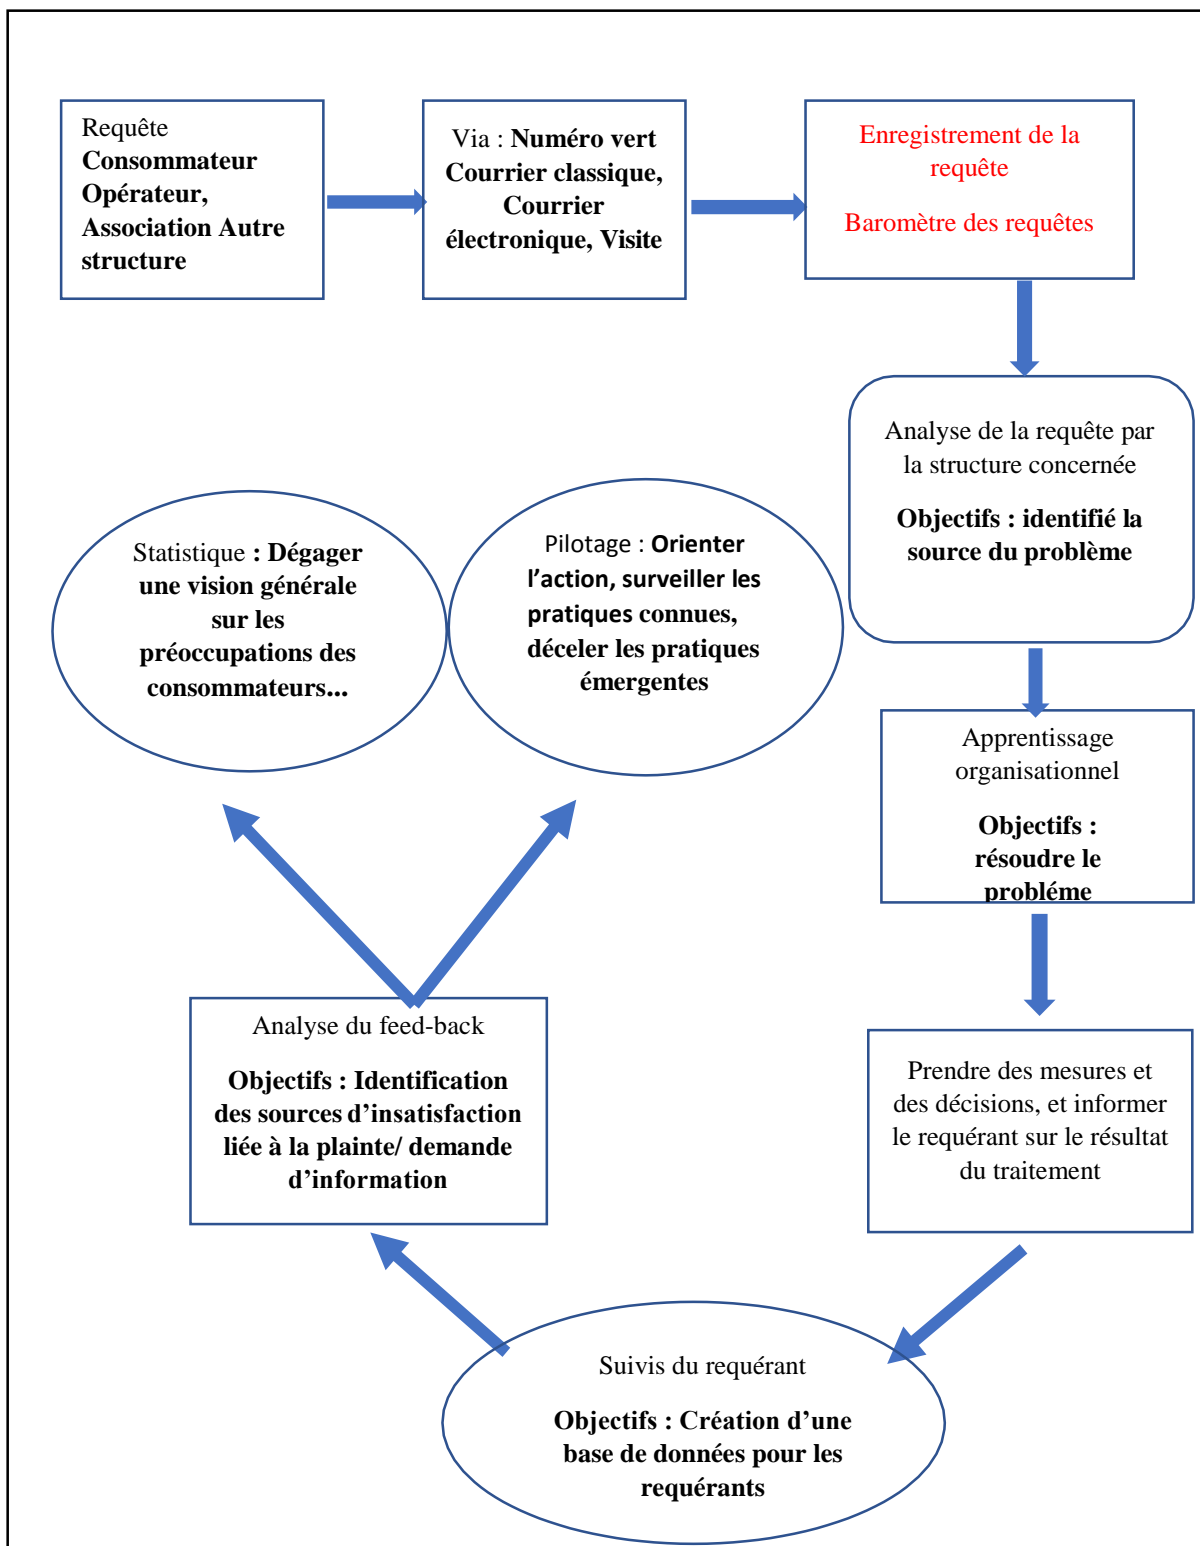 Requête
Consommateur
Opérateur,
Association Autre
structure
Via : Numéro vert
Courrier classique,
Courrier
électronique, Visite
Enregistrement de la
requête
Baromètre des requêtes
Analyse de la requête par
la structure concernée
Objectifs : identifié la
source du problème
Apprentissage
organisationnel
Objectifs :
résoudre le
probléme
Prendre des mesures et
des décisions, et informer
le requérant sur le résultat
du traitement
Suivis du requérant
Objectifs : Création d’une
base de données pour les
requérants
Analyse du feed-back
Objectifs : Identification
des sources d’insatisfaction
liée à la plainte/ demande
d’information
Statistique : Dégager
une vision générale
sur les
préoccupations des
consommateurs...
Pilotage : Orienter
l’action, surveiller les
pratiques connues,
déceler les pratiques
émergentes